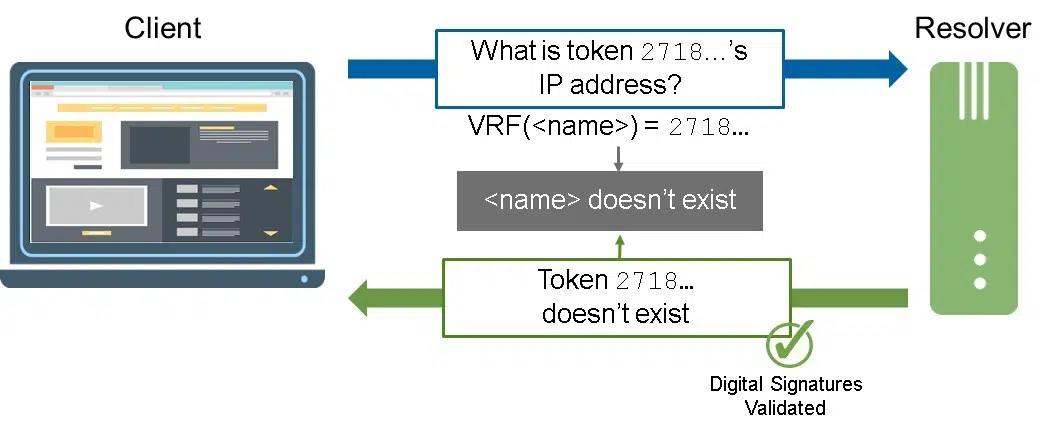 Client
Resolver
What is token 2718...'s
IP address?
VRF(<name>) = 2718...
<name> doesn't exist
Token 2718...
doesn't exist
Digital Signatures
Validated